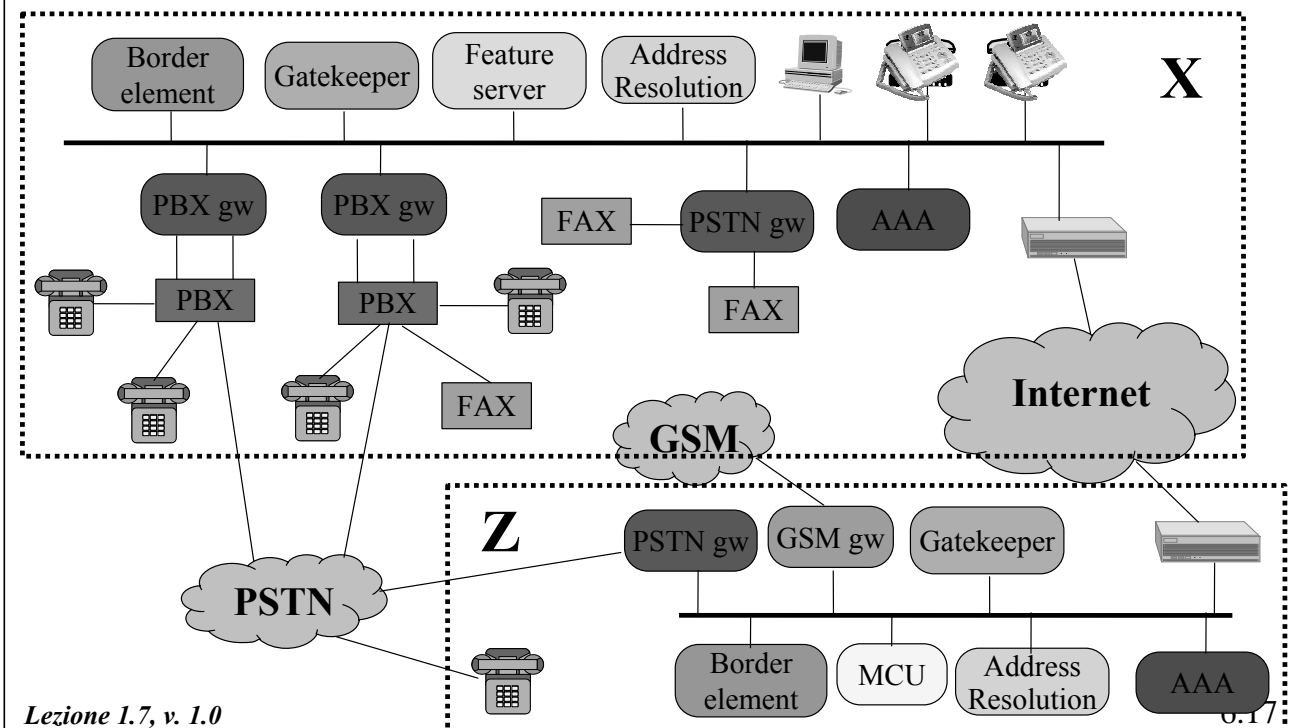 Border
element
Gatekeeper
Feature
server
Address
Resolution
X
PBX gw
PBX gw
FAX
PSTN gw
AAA
PBX
PBX
FAX
FAX
Internet
GSM
Z
PSTN gw
GSM gw
Gatekeeper
PSTN
Border
element
MCU
Address
Resolution
AAA
Lezione 1.7, v. 1.0
6.17